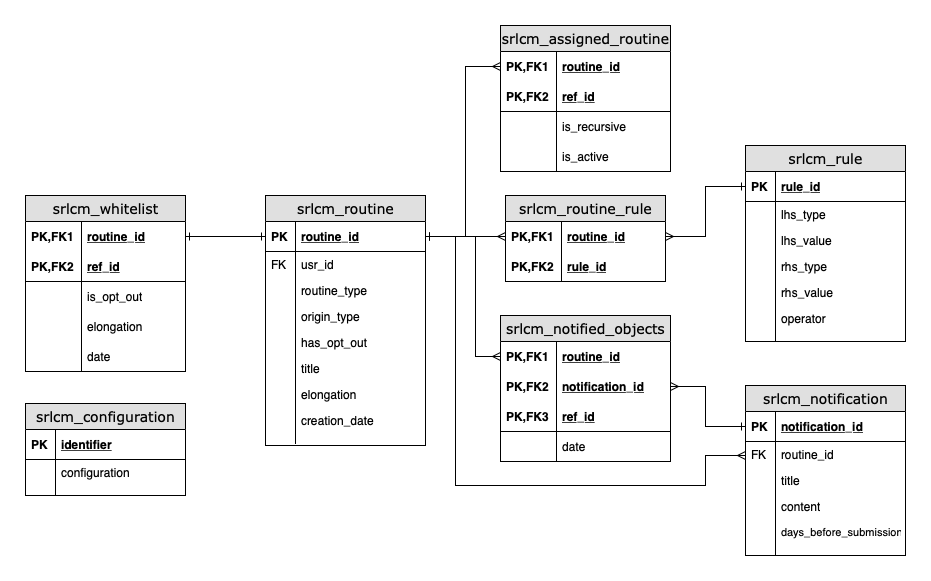 srlcm_assigned_routine
PK,FK1 routine_id
PK,FK2 ref_id
is_recursive
is_active
srlcm_rule
PK rule_id
lhs_type
lhs_value
rhs_type
rhs_value
operator
srlcm_whitelist
PK,FK1 routine_id
PK,FK2 ref_id
is_opt_out
elongation
date
srlcm_routine
PK routine_id
FK usr_id
routine_type
origin_type
has_opt_out
title
elongation
creation_date
srlcm_routine_rule
PK,FK1 routine_id
PK,FK2 rule_id
srlcm_notified_objects
PK,FK1 routine_id
PK,FK2 notification_id
PK,FK3 ref_id
date
srlcm_configuration
PK identifier
configuration
srlcm_notification
PK notification_id
FK routine_id
title
content
days_before_submission